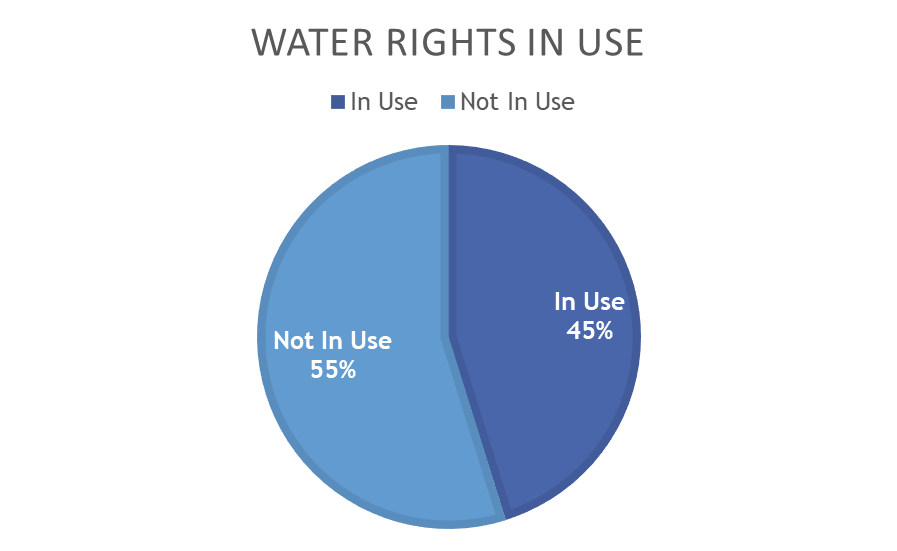 WATER RIGHTS IN USE
In Use
Not In Use
In Use
45%
Not In Use
55%